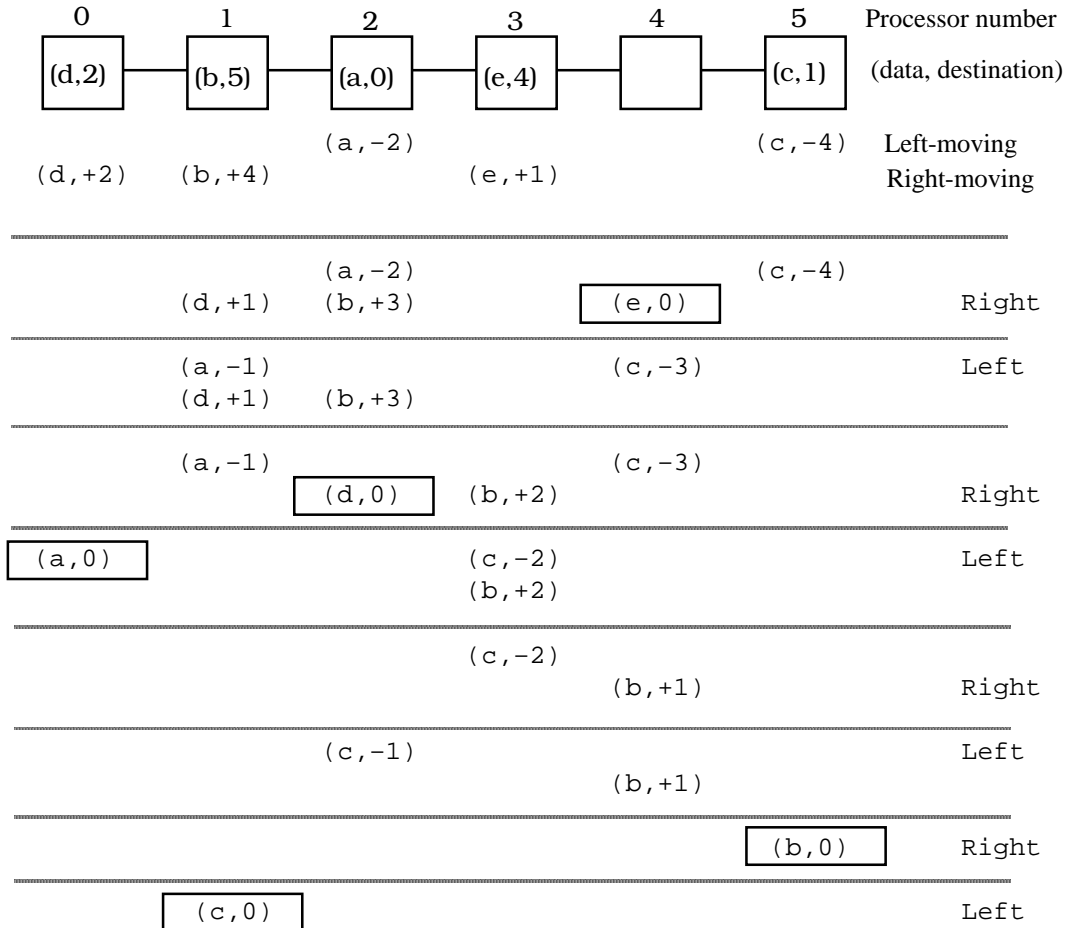 0 1 2 3 4 5 Processor number
(d,2) (b,5) (a,0) (e,4) (c,1) (data, destination)
(a,−2) (c,−4) Left-moving
(d,+2) (b,+4) (e,+1) Right-moving
(a,−2) (c,−4)
(d,+1) (b,+3) (e,0) Right
(a,−1) (c,−3) Left
(d,+1) (b,+3)
(a,−1) (c,−3)
(d,0) (b,+2) Right
(a,0) (c,−2) Left
(b,+2)
(c,−2)
(b,+1) Right
(c,−1) Left
(b,+1)
(b,0) Right
(c,0) Left